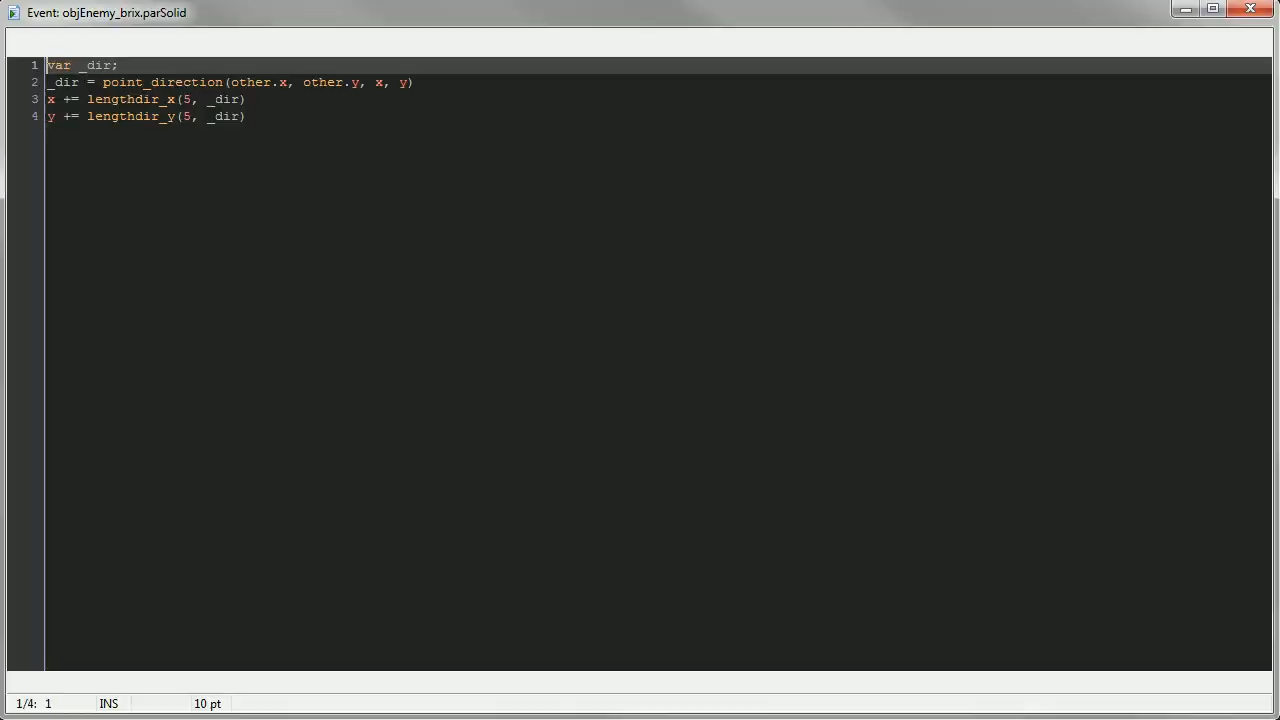 Event: objEnemy_brix.parSolid
1 var _dir;
2 _dir = point_direction(other.x, other.y, x, y)
3 x += lengthdir_x(5, _dir)
4 y += lengthdir_y(5, _dir)
1/4: 1 INS 10 pt